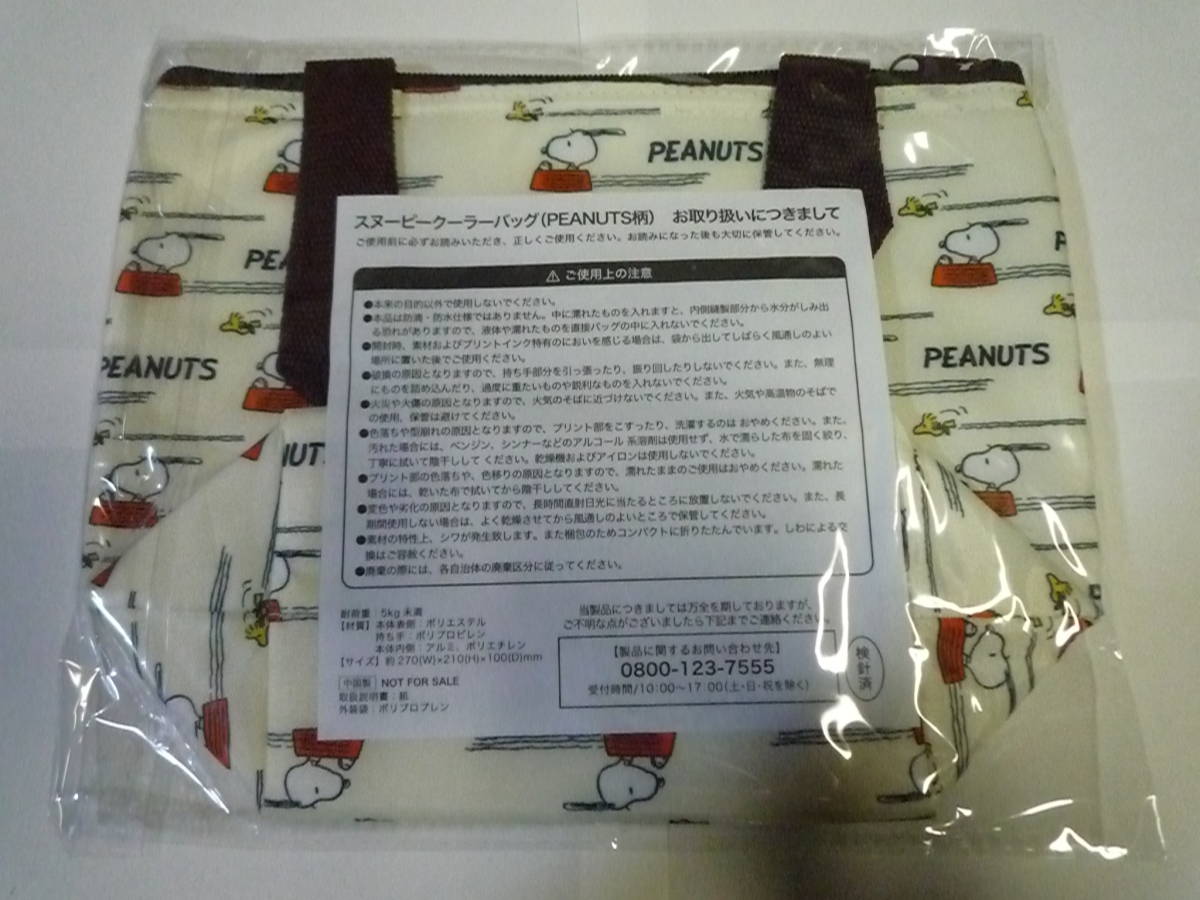 PEANUTS
PE
PEANUTS
PEANUTS
UT
スヌーピークーラーバッグ(PEANUTS柄) お取り扱いにつきまして
ご使用前に必ずお読みいただき、正しくご使用ください。お読みになった後も大切に保管してください。
⚠ ご使用上の注意
●本来の目的以外で使用しないでください。
●本品は防滴・防水仕様ではありません。中に濡れたものを入れますと、内側縫製部分から水分がしみ出
る恐れがありますので、液体や濡れたものを直接バッグの中に入れないでください。
●開封時、素材およびプリントインク特有のにおいを感じる場合は、袋から出してしばらく風通しのよい
場所に置いた後でご使用ください。
●破損の原因となりますので、持ち手部分を引っ張ったり、振り回したりしないでください。また、無理
にものを詰め込んだり、過度に重たいものや鋭利なものを入れないでください。
●火災や火傷の原因となりますので、火気のそばに近づけないでください。また、火気や高温物のそばで
の使用、保管は避けてください。
●色落ちや型崩れの原因となりますので、プリント部をこすったり、洗濯するのは おやめください。また、
汚れた場合には、ベンジン、シンナーなどのアルコール 系溶剤は使用せず、水で濡らした布を固く絞り、
丁寧に拭いて陰干しして ください。乾燥機およびアイロンは使用しないでください。
●プリント部の色落ちや、色移りの原因となりますので、濡れたままのご使用はおやめください。濡れた
場合には、乾いた布で拭いてから陰干ししてください。
●変色や劣化の原因となりますので、長時間直射日光に当たるところに放置しないでください。また、長
期間使用しない場合は、よく乾燥させてから風通しのよいところで保管してください。
●素材の特性上、シワが発生致します。また梱包のためコンパクトに折りたたんでいます。しわによる交
換はご容赦ください。
●廃棄の際には、各自治体の廃棄区分に従ってください。
耐荷重：5kg 未満
【材質】本体表側：ポリエステル
持ち手：ポリプロピレン
本体内側：アルミ、ポリエチレン
【サイズ】約 270(W)×210(H)×100(D)mm
中国製 NOT FOR SALE
取扱説明書：紙
外装袋：ポリプロプレン
当製品につきましては万全を期しておりますが、
ご不明な点がございましたら下記までご連絡ください。
【製品に関するお問い合わせ先】
0800-123-7555
受付時間/10:00〜17:00(土・日・祝を除く)
検針済